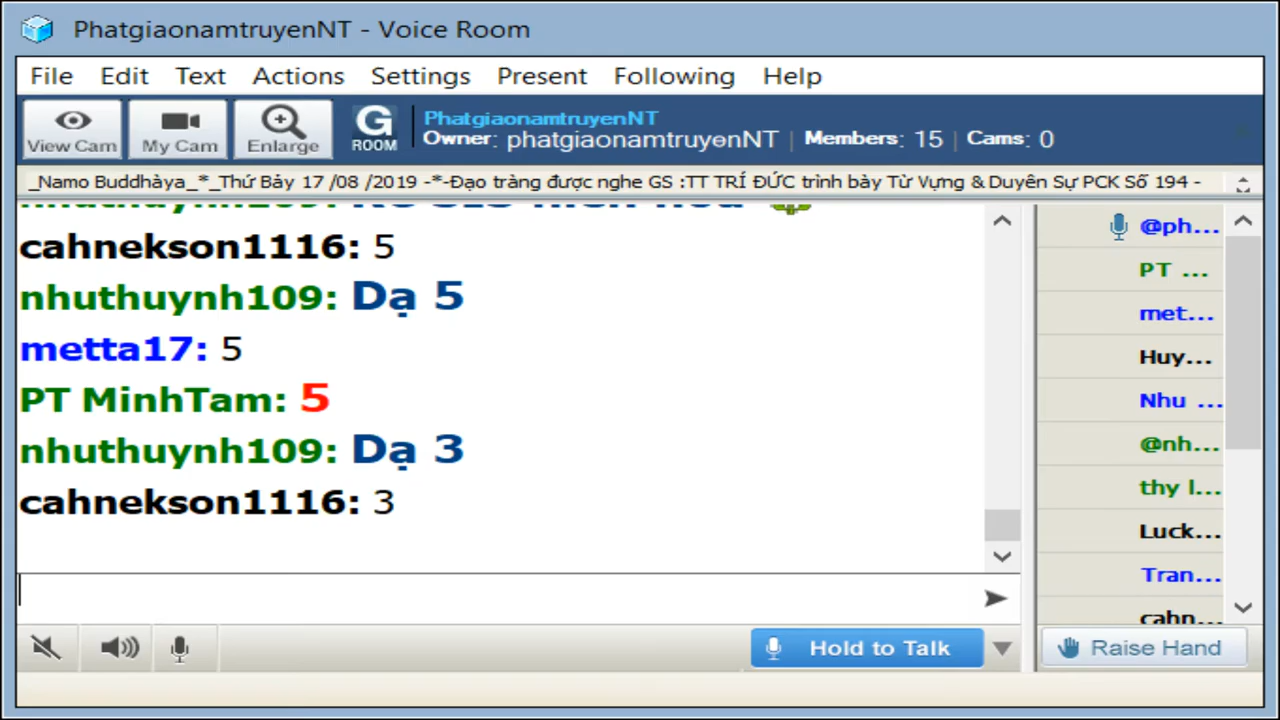 PhatgiaonamtruyenNT - Voice Room
File Edit Text Actions Settings Present Following Help
View Cam My Cam Enlarge G ROOM
PhatgiaonamtruyenNT
Owner: phatgiaonamtruyenNT | Members: 15 | Cams: 0
_Namo Buddhàya_*_Thứ Bảy 17 /08 /2019 -*-Đạo tràng được nghe GS :TT TRÍ ĐỨC trình bày Từ Vựng & Duyên Sự PCK Số 194 -
cahnekson1116: 5
nhuthuynh109: Dạ 5
metta17: 5
PT MinhTam: 5
nhuthuynh109: Dạ 3
cahnekson1116: 3
@ph...
PT ...
met...
Huy...
Nhu ...
@nh...
thy l...
Luck...
Tran...
cahn...
Hold to Talk
Raise Hand